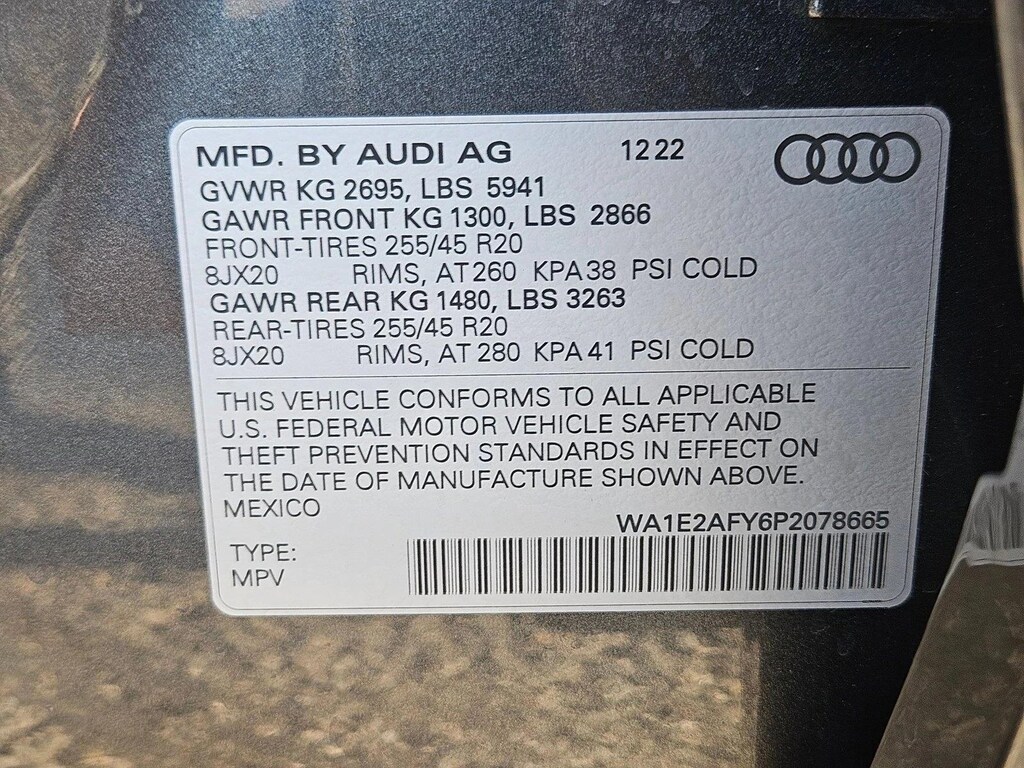 MFD. BY AUDI AG 12 22
GVWR KG 2695, LBS 5941
GAWR FRONT KG 1300, LBS 2866
FRONT-TIRES 255/45 R20
8JX20 RIMS, AT 260 KPA 38 PSI COLD
GAWR REAR KG 1480, LBS 3263
REAR-TIRES 255/45 R20
8JX20 RIMS, AT 280 KPA 41 PSI COLD
THIS VEHICLE CONFORMS TO ALL APPLICABLE
U.S. FEDERAL MOTOR VEHICLE SAFETY AND
THEFT PREVENTION STANDARDS IN EFFECT ON
THE DATE OF MANUFACTURE SHOWN ABOVE.
MEXICO
WA1E2AFY6P2078665
TYPE:
MPV